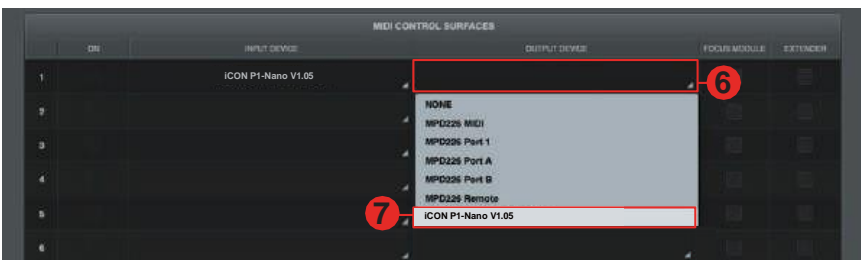 MIDI CONTROL SURFACES
ON INPUT DEVICE OUTPUT DEVICE FOCUS MODULE EXTENDER
1 iCON P1-Nano V1.05 6
2 NONE
MPD226 MIDI
3 MPD226 Port 1
MPD226 Port A
4 MPD226 Port B
MPD226 Remote
5 7 iCON P1-Nano V1.05
6